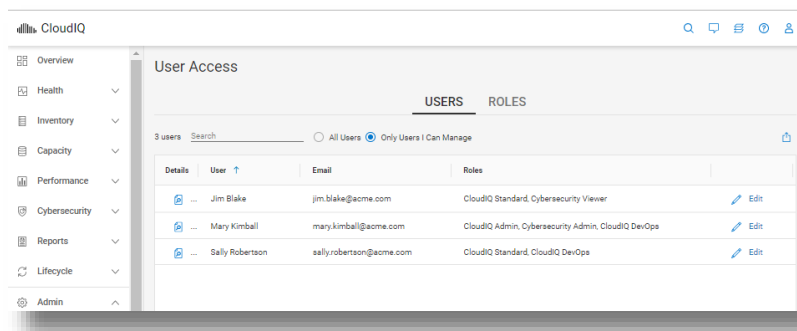 CloudIQ
Overview
Health
Inventory
Capacity
Performance
Cybersecurity
Reports
Lifecycle
Admin
User Access
USERS ROLES
3 users Search All Users Only Users I Can Manage
Details User ↑ Email Roles
... Jim Blake jim.blake@acme.com CloudIQ Standard, Cybersecurity Viewer Edit
... Mary Kimball mary.kimball@acme.com CloudIQ Admin, Cybersecurity Admin, CloudIQ DevOps Edit
... Sally Robertson sally.robertson@acme.com CloudIQ Standard, CloudIQ DevOps Edit